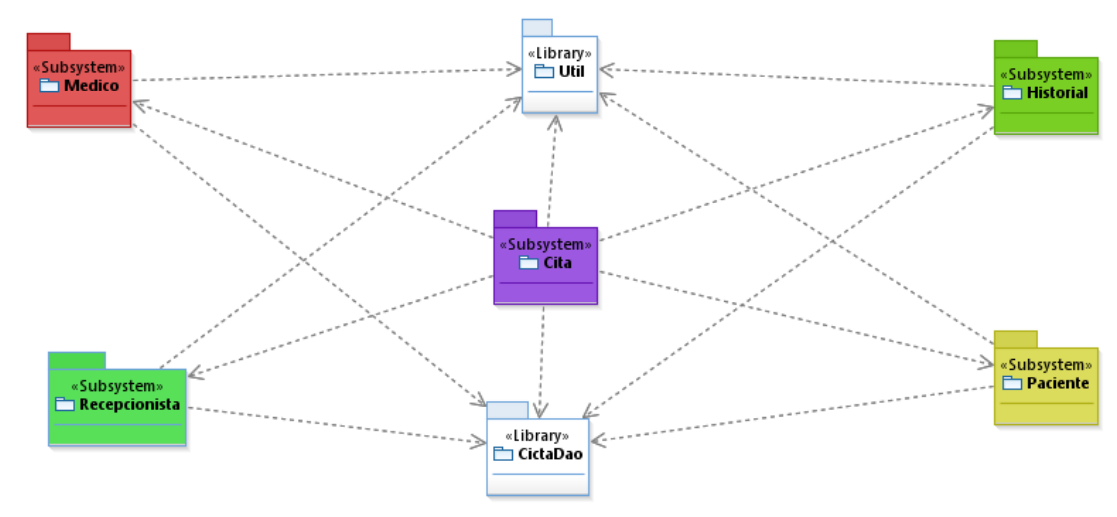 «Subsystem»
Medico
«Library»
Util
«Subsystem»
Historial
«Subsystem»
Cita
«Subsystem»
Recepcionista
«Library»
CictaDao
«Subsystem»
Paciente